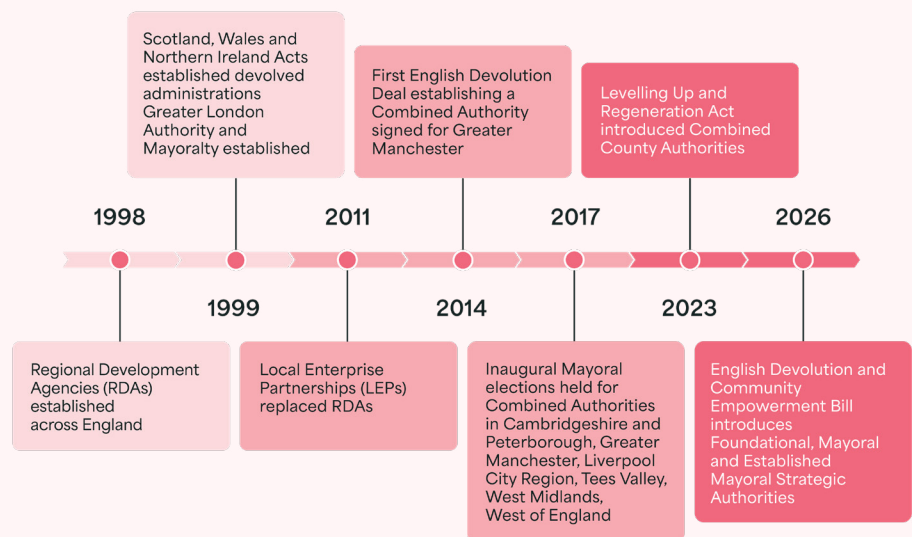 Scotland, Wales and
Northern Ireland Acts
established devolved
administrations
Greater London
Authority and
Mayoralty established
First English Devolution
Deal establishing a
Combined Authority
signed for Greater
Manchester
Levelling Up and
Regeneration Act
introduced Combined
County Authorities
1998
2011
2017
2026
1999
2014
2023
Regional Development
Agencies (RDAs)
established
across England
Local Enterprise
Partnerships (LEPs)
replaced RDAs
Inaugural Mayoral
elections held for
Combined Authorities
in Cambridgeshire and
Peterborough, Greater
Manchester, Liverpool
City Region, Tees Valley,
West Midlands,
West of England
English Devolution and
Community
Empowerment Bill
introduces
Foundational, Mayoral
and Established
Mayoral Strategic
Authorities